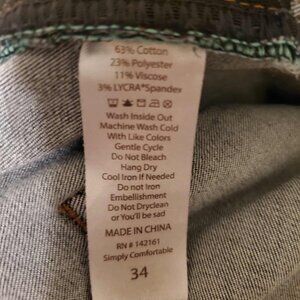 63% Cotton
23% Polyester
11% Viscose
3% LYCRA*Spandex
Wash Inside Out
Machine Wash Cold
With Like Colors
Gentle Cycle
Do Not Bleach
Hang Dry
Cool Iron If Needed
Do not Iron
Embellishment
Do Not Dryclean
or You'll be sad
MADE IN CHINA
RN # 142161
Simply Comfortable
34